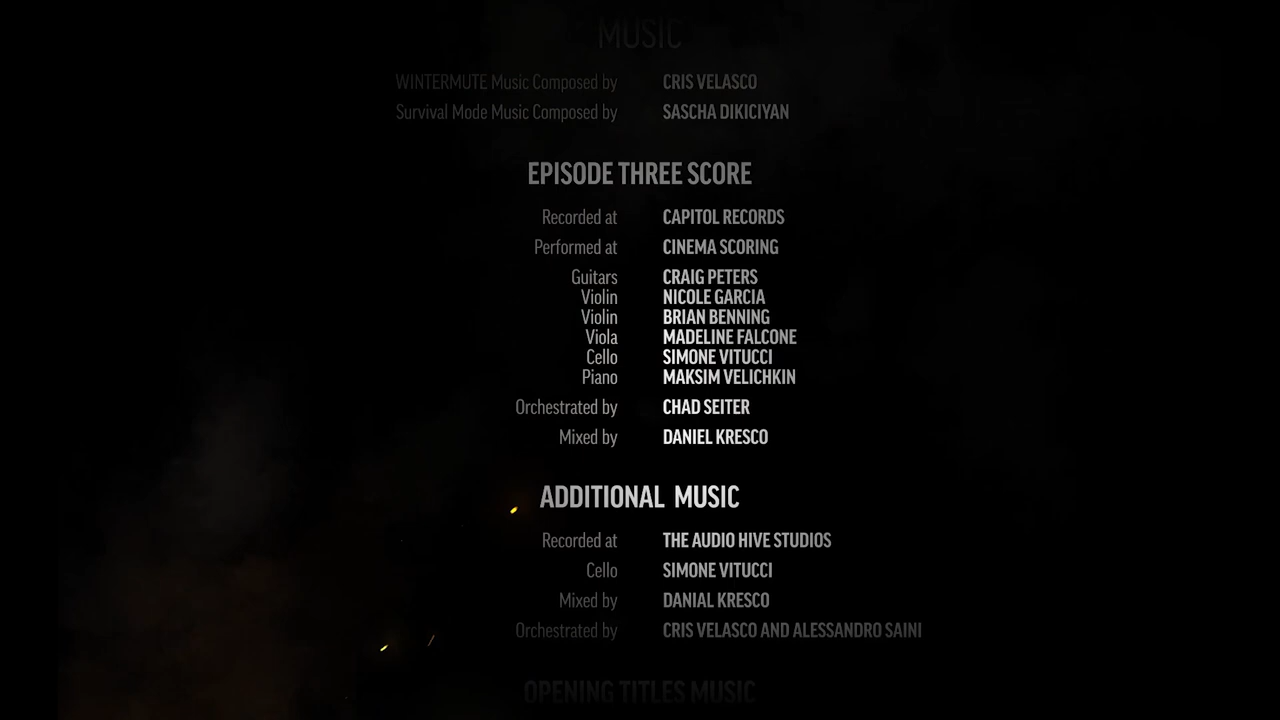 MUSIC
WINTERMUTE Music Composed by CRIS VELASCO
Survival Mode Music Composed by SASCHA DIKICIYAN
EPISODE THREE SCORE
Recorded at CAPITOL RECORDS
Performed at CINEMA SCORING
Guitars CRAIG PETERS
Violin NICOLE GARCIA
Violin BRIAN BENNING
Viola MADELINE FALCONE
Cello SIMONE VITUCCI
Piano MAKSIM VELICHKIN
Orchestrated by CHAD SEITER
Mixed by DANIEL KRESCO
ADDITIONAL MUSIC
Recorded at THE AUDIO HIVE STUDIOS
Cello SIMONE VITUCCI
Mixed by DANIAL KRESCO
Orchestrated by CRIS VELASCO AND ALESSANDRO SAINI
OPENING TITLES MUSIC